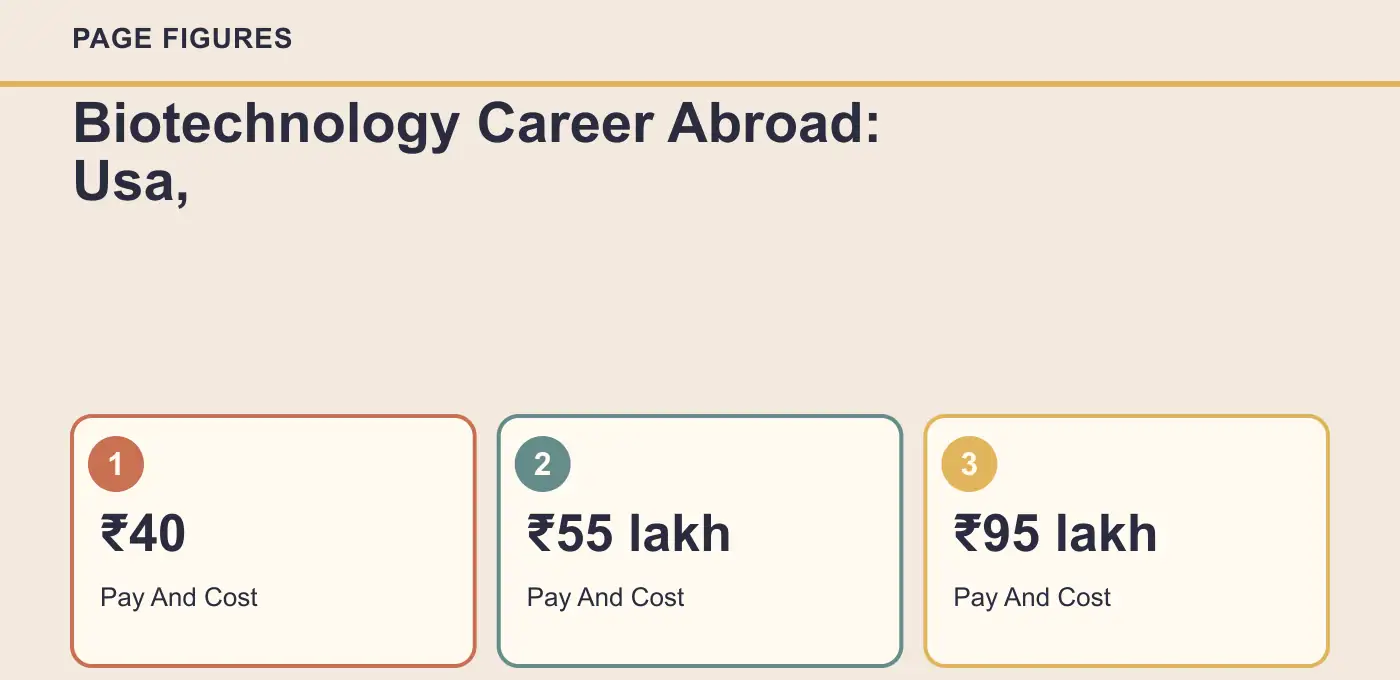 PAGE FIGURES
Biotechnology Career Abroad:
Usa,
1
₹40
Pay And Cost
2
₹55 lakh
Pay And Cost
3
₹95 lakh
Pay And Cost